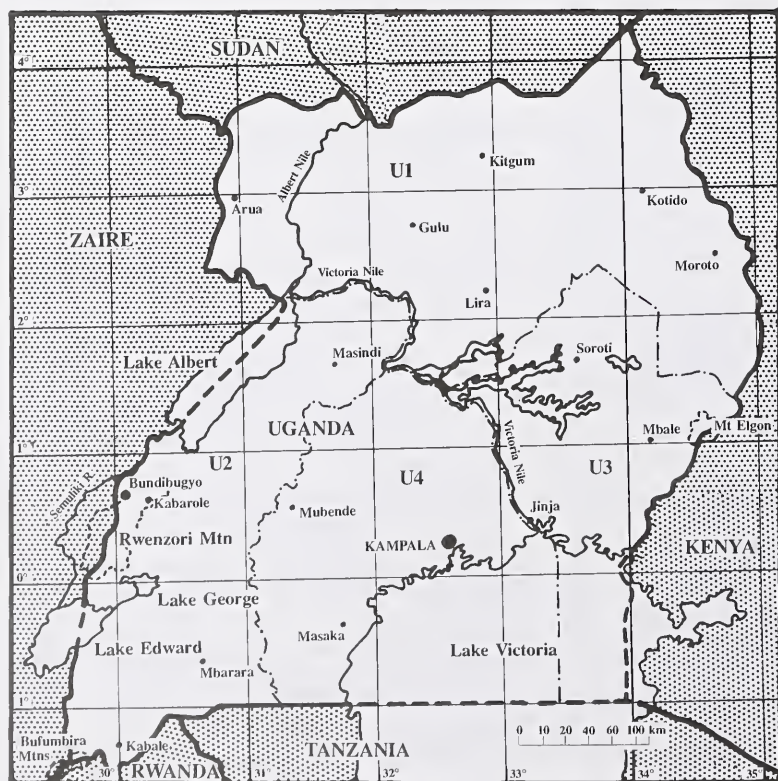 SUDAN
4°
Albert Nile
U1
Kitgum
3°
Arua
Kotido
Gulu
ZAIRE
Moroto
Victoria Nile
Lira
2°
Lake Albert
Masindi
Soroti
1°
UGANDA
Mbale
Mt Elgon
U2
Victoria Nile
U4
U3
Semliki R.
Bundibugyo
Kabarole
Mubende
Jinja
Rwenzori Mtn
KAMPALA
KENYA
0°
Lake George
Lake Edward
Masaka
Lake Victoria
Mbarara
1°
Bufumbira
Mtns
Kabale
TANZANIA
0 20 40 60 80 100 km
RWANDA
30°
31°
32°
33°
34°
35°